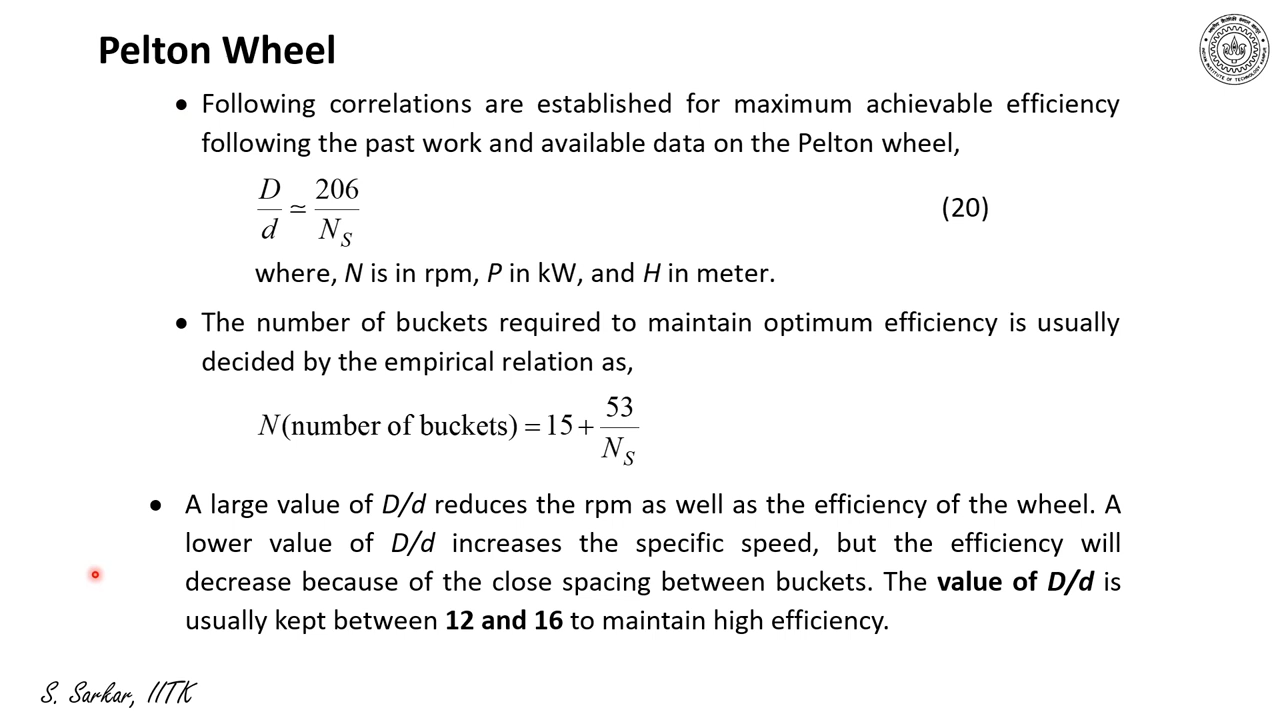 Pelton Wheel
• Following correlations are established for maximum achievable efficiency
following the past work and available data on the Pelton wheel,
D/d ≃ 206/N_S (20)
where, N is in rpm, P in kW, and H in meter.
• The number of buckets required to maintain optimum efficiency is usually
decided by the empirical relation as,
N(number of buckets) = 15 + 53/N_S
• A large value of D/d reduces the rpm as well as the efficiency of the wheel. A
lower value of D/d increases the specific speed, but the efficiency will
decrease because of the close spacing between buckets. The value of D/d is
usually kept between 12 and 16 to maintain high efficiency.
S. Sarkar, IITK